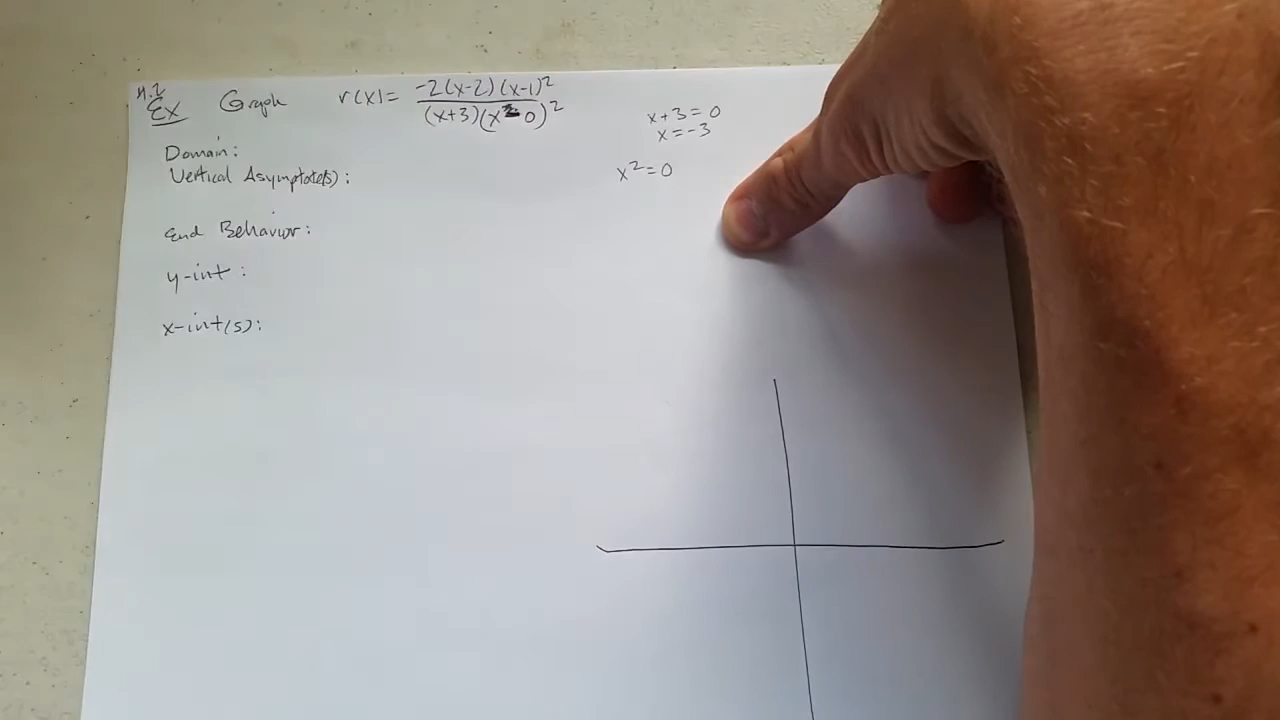 4.2
Ex Graph r(x) = -2(x-2)(x-1)² / (x+3)(x-0)²
x+3=0
x=-3
Domain:
x²=0
Vertical Asymptote(s):
End Behavior:
y-int:
x-int(s):